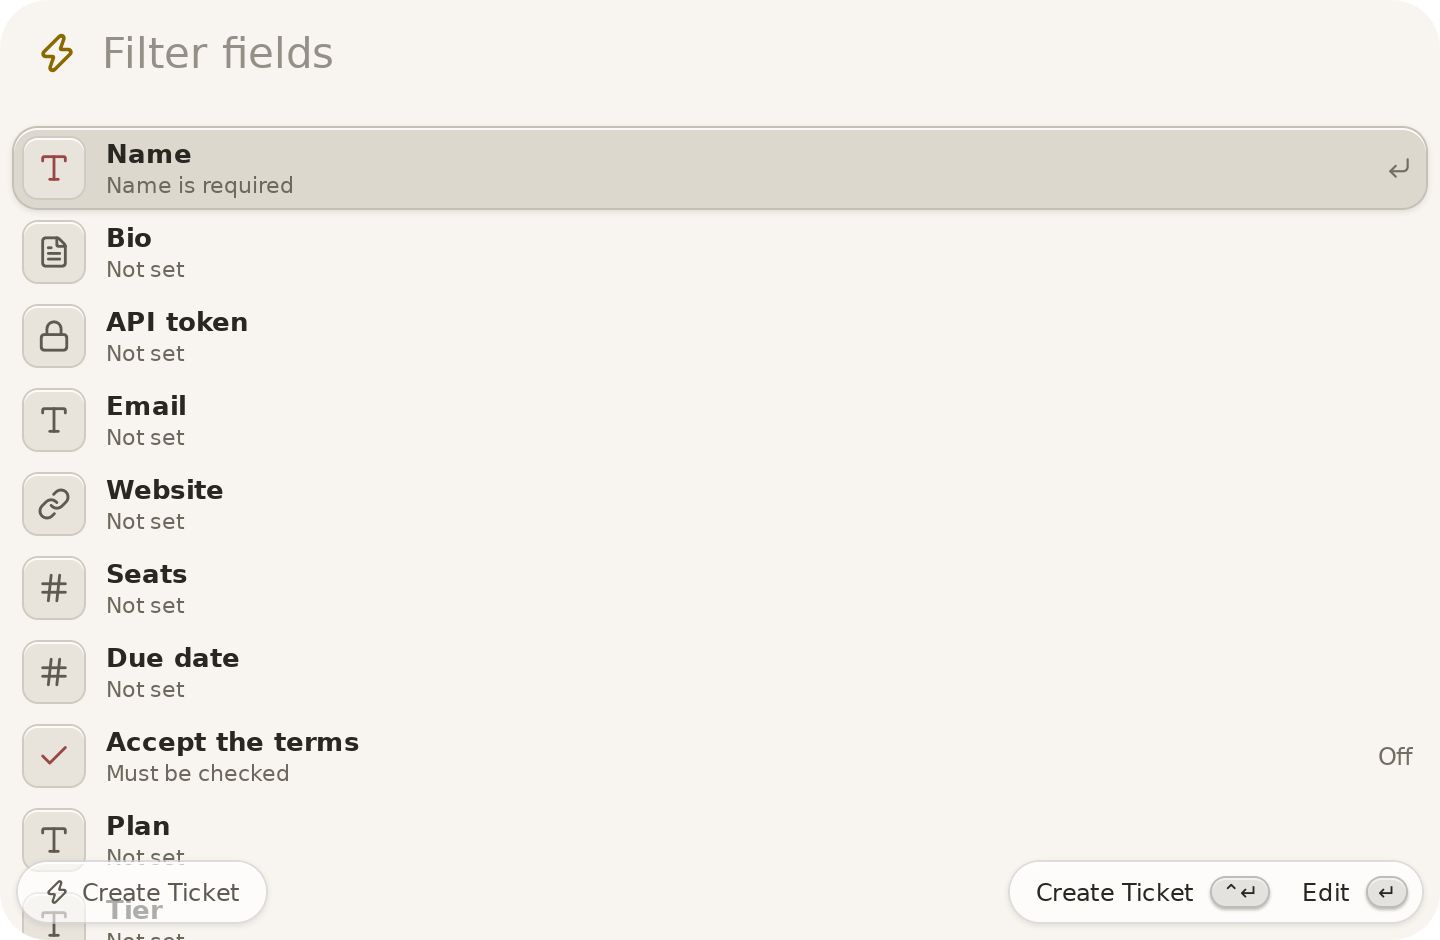 Filter fields
Name
Name is required
Bio
Not set
API token
Not set
Email
Not set
Website
Not set
Seats
Not set
Due date
Not set
Accept the terms
Must be checked
Off
Plan
Not set
Create Ticket
Tier
Not set
Create Ticket
Edit